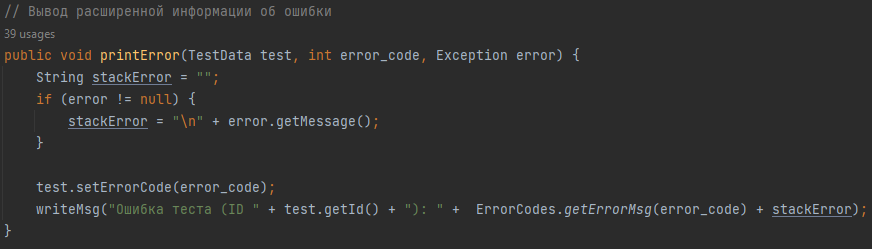 // Вывод расширенной информации об ошибки
39 usages
public void printError(TestData test, int error_code, Exception error) {
    String stackError = "";
    if (error != null) {
        stackError = "\n" + error.getMessage();
    }

    test.setErrorCode(error_code);
    writeMsg("Ошибка теста (ID " + test.getId() + "): " +  ErrorCodes.getErrorMsg(error_code) + stackError);
}